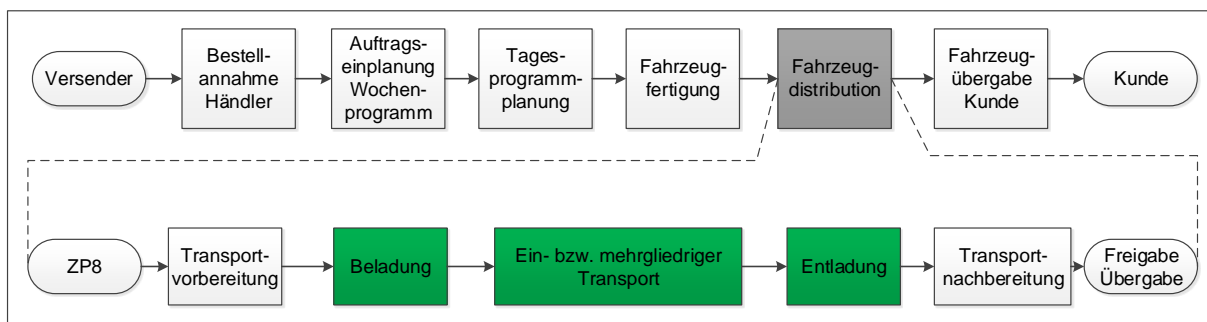 Versender
Bestell-
annahme
Händler
Auftrags-
einplanung
Wochen-
programm
Tages-
programm-
planung
Fahrzeug-
fertigung
Fahrzeug-
distribution
Fahrzeug-
übergabe
Kunde
Kunde
ZP8
Transport-
vorbereitung
Beladung
Ein- bzw. mehrgliedriger
Transport
Entladung
Transport-
nachbereitung
Freigabe
Übergabe